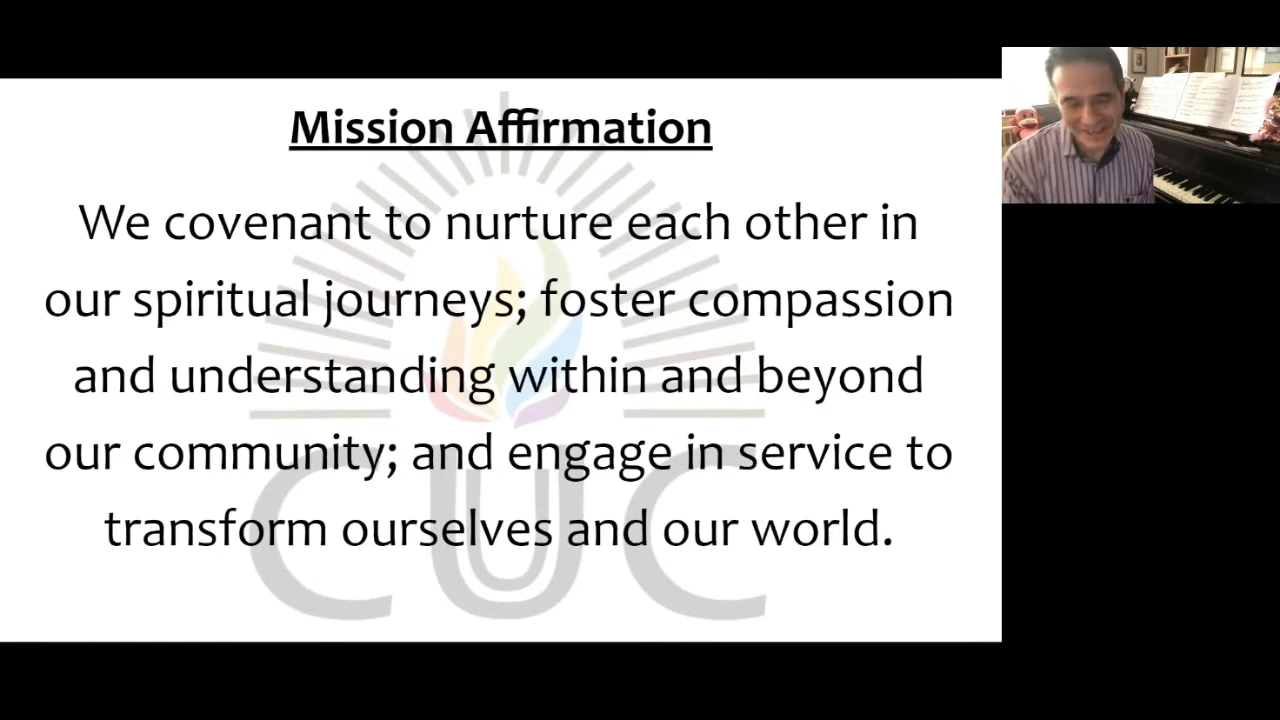 Mission Affirmation
We covenant to nurture each other in
our spiritual journeys; foster compassion
and understanding within and beyond
our community; and engage in service to
transform ourselves and our world.
CUC